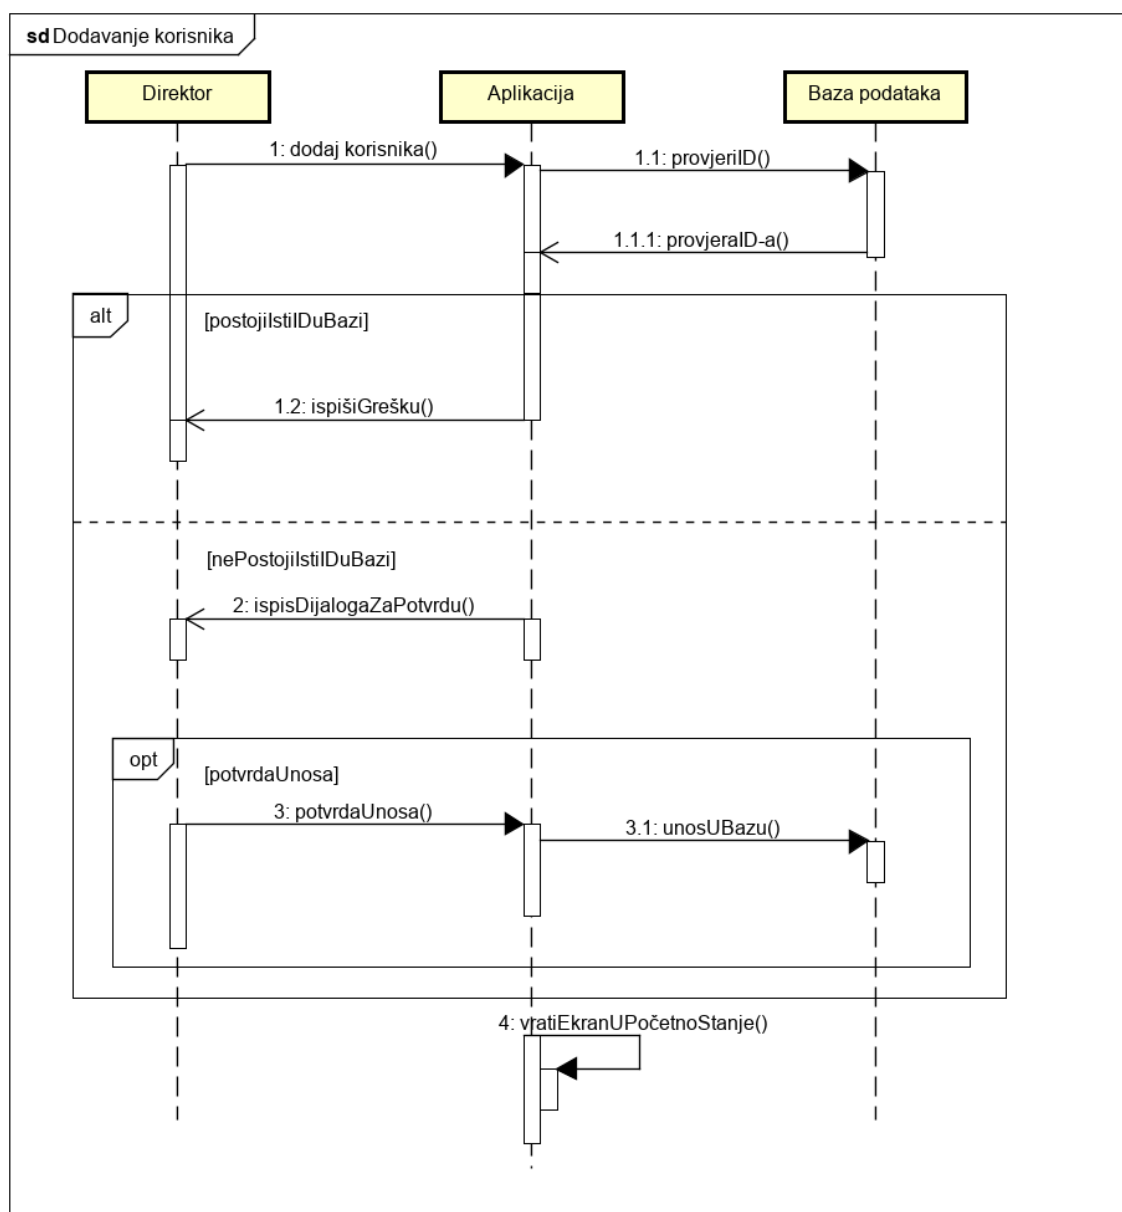 sd Dodavanje korisnika
Direktor
Aplikacija
Baza podataka
1: dodaj korisnika()
1.1: provjeriID()
1.1.1: provjeraID-a()
alt
[postojiIstiIDuBazi]
1.2: ispišiGrešku()
[nePostojiIstiIDuBazi]
2: ispisDijalogaZaPotvrdu()
opt
[potvrdaUnosa]
3: potvrdaUnosa()
3.1: unosUBazu()
4: vratiEkranUPočetnoStanje()